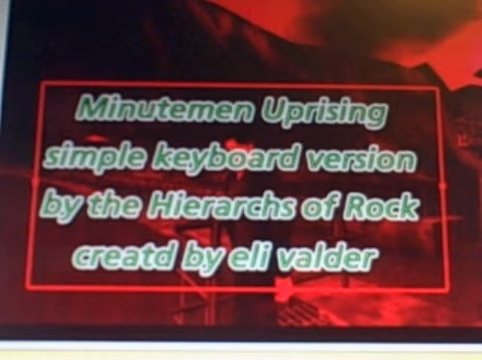 Minutemen Uprising
simple keyboard version
by the Hierarchs of Rock
creatd by eli valder